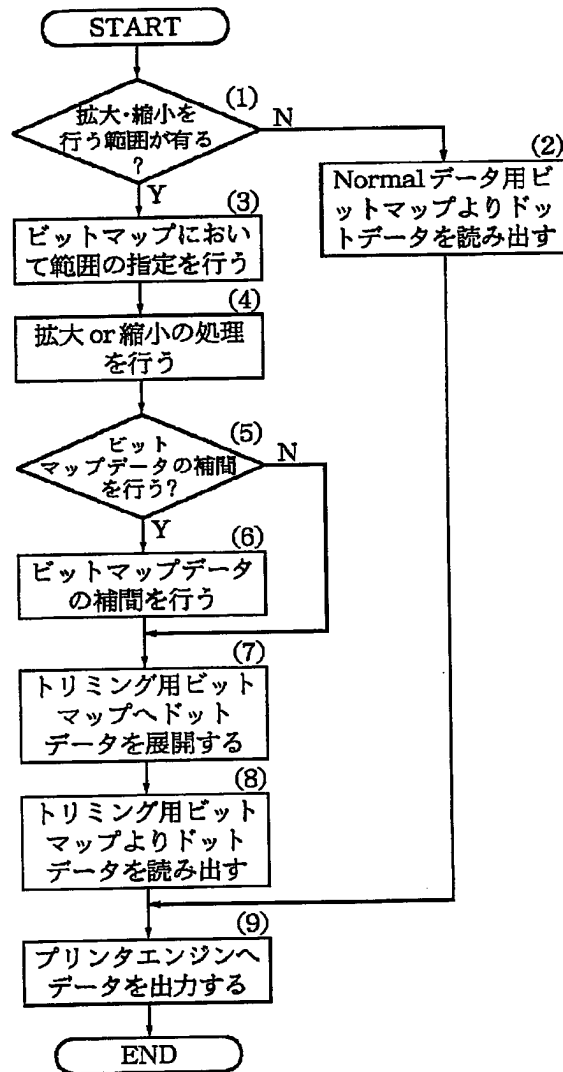 START
(1)
拡大・縮小を
行う範囲が有る
?
N
Y
(2)
Normalデータ用ビ
ットマップよりドッ
トデータを読み出す
(3)
ビットマップにおい
て範囲の指定を行う
(4)
拡大or縮小の処理
を行う
(5)
ビット
マップデータの補間
を行う?
N
Y
(6)
ビットマップデータ
の補間を行う
(7)
トリミング用ビット
マップへドット
データを展開する
(8)
トリミング用ビット
マップよりドット
データを読み出す
(9)
プリンタエンジンへ
データを出力する
END